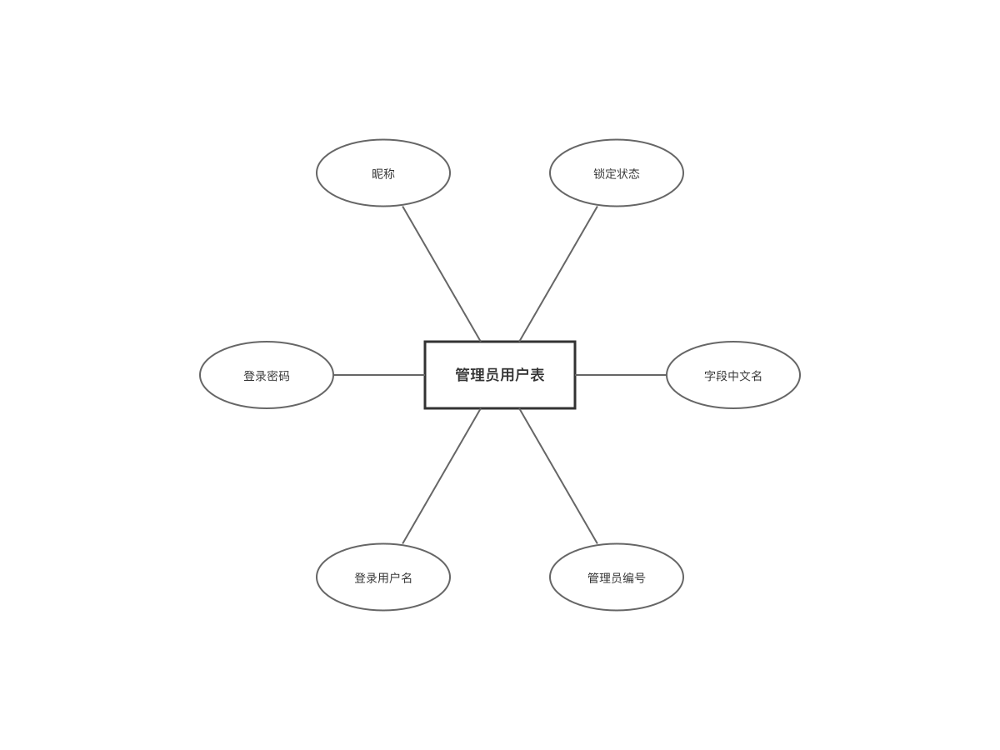 昵称
锁定状态
登录密码
管理员用户表
字段中文名
登录用户名
管理员编号